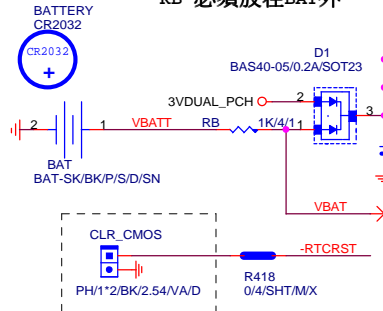 RB 必須放在BAT外
BATTERY
CR2032
CR2032
+
D1
BAS40-05/0.2A/SOT23
3VDUAL_PCH
2
3
2
1
VBATT
RB
1K/4/1
1
BAT
BAT-SK/BK/P/S/D/SN
VBAT
CLR_CMOS
-RTCRST
PH/1*2/BK/2.54/VA/D
R418
0/4/SHT/M/X